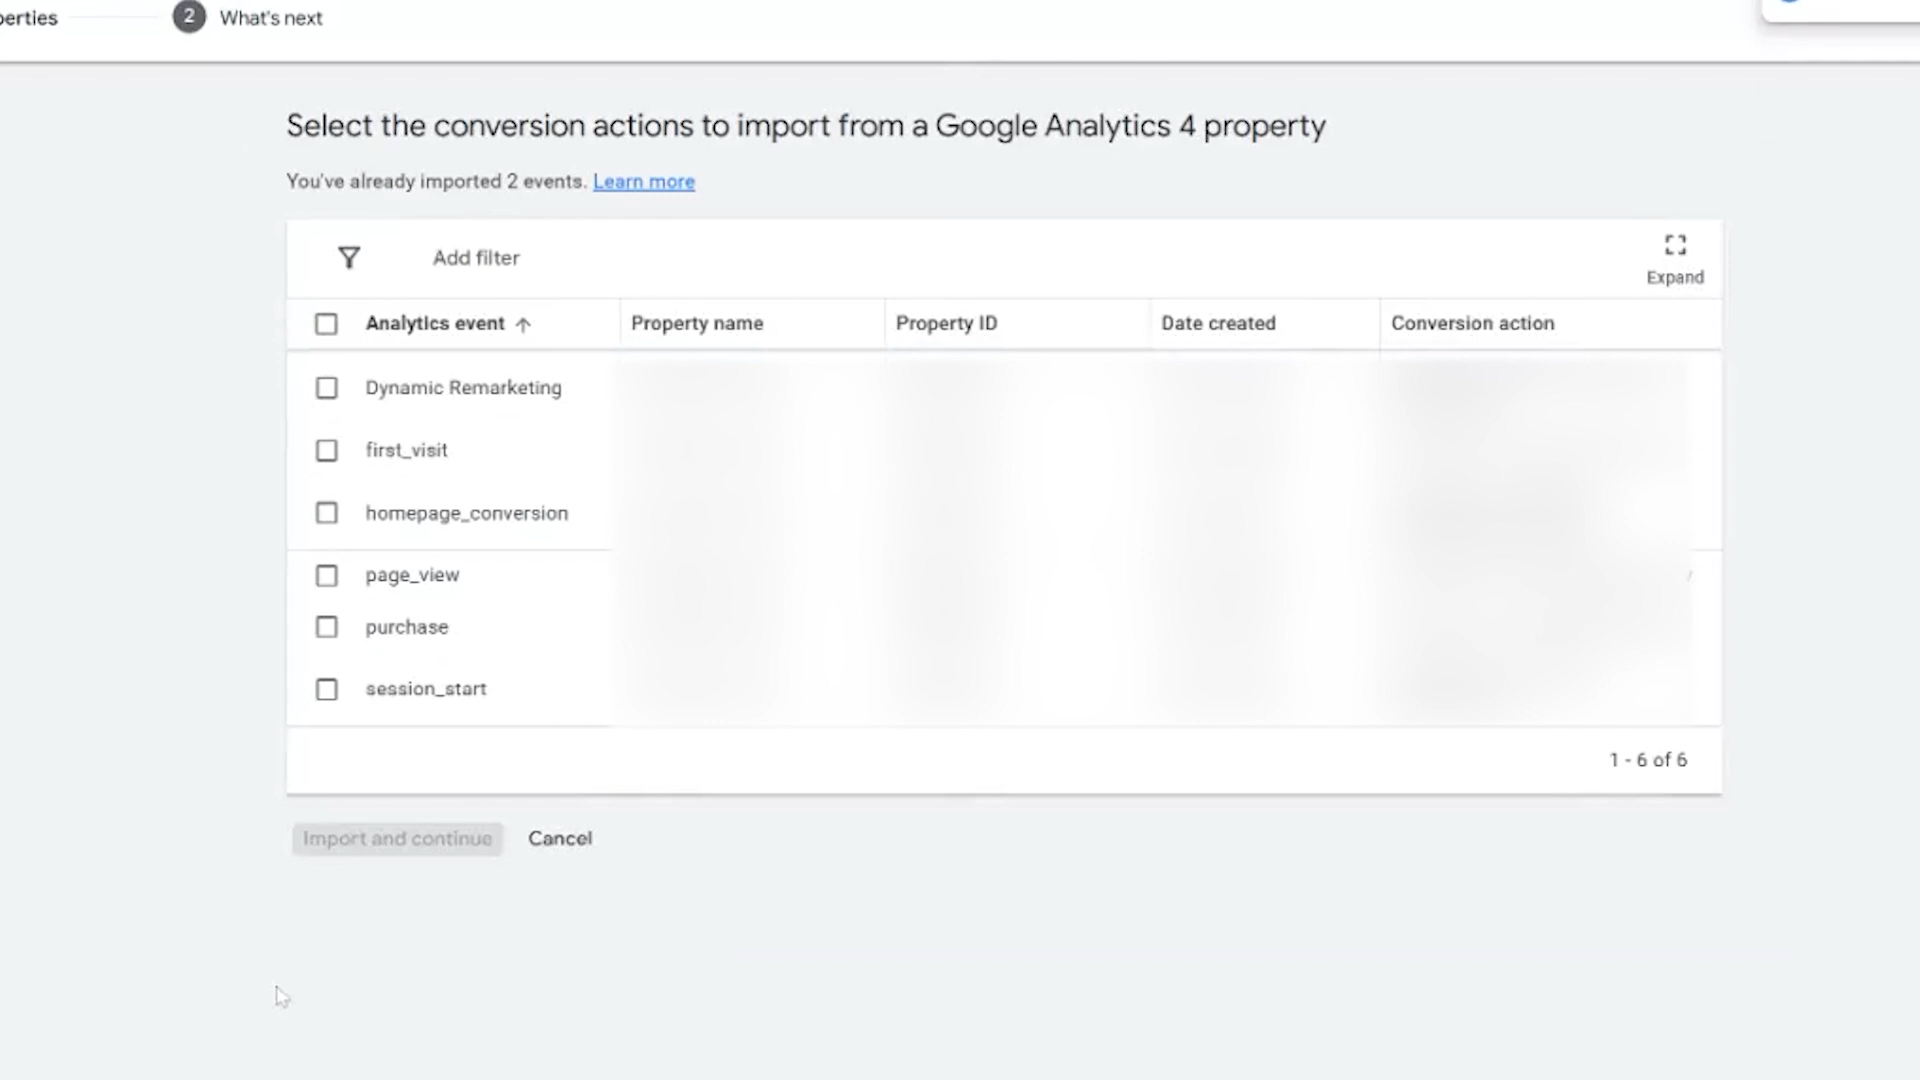 perties
2 What's next
Select the conversion actions to import from a Google Analytics 4 property
You've already imported 2 events. Learn more
Add filter
Expand
Analytics event Property name Property ID Date created Conversion action
Dynamic Remarketing
first_visit
homepage_conversion
page_view
purchase
session_start
1 - 6 of 6
Import and continue Cancel